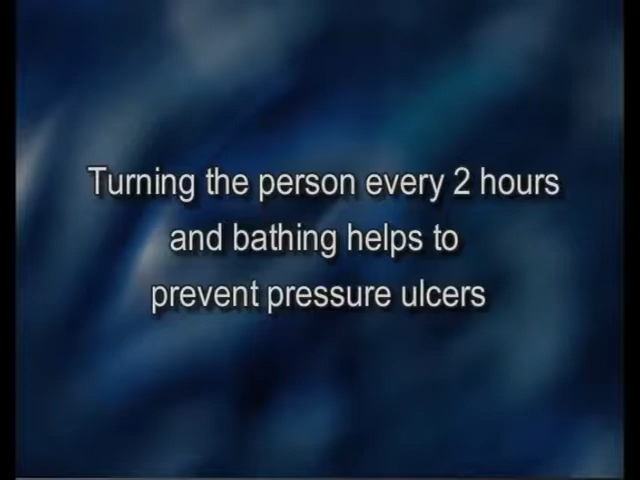 Turning the person every 2 hours
and bathing helps to
prevent pressure ulcers